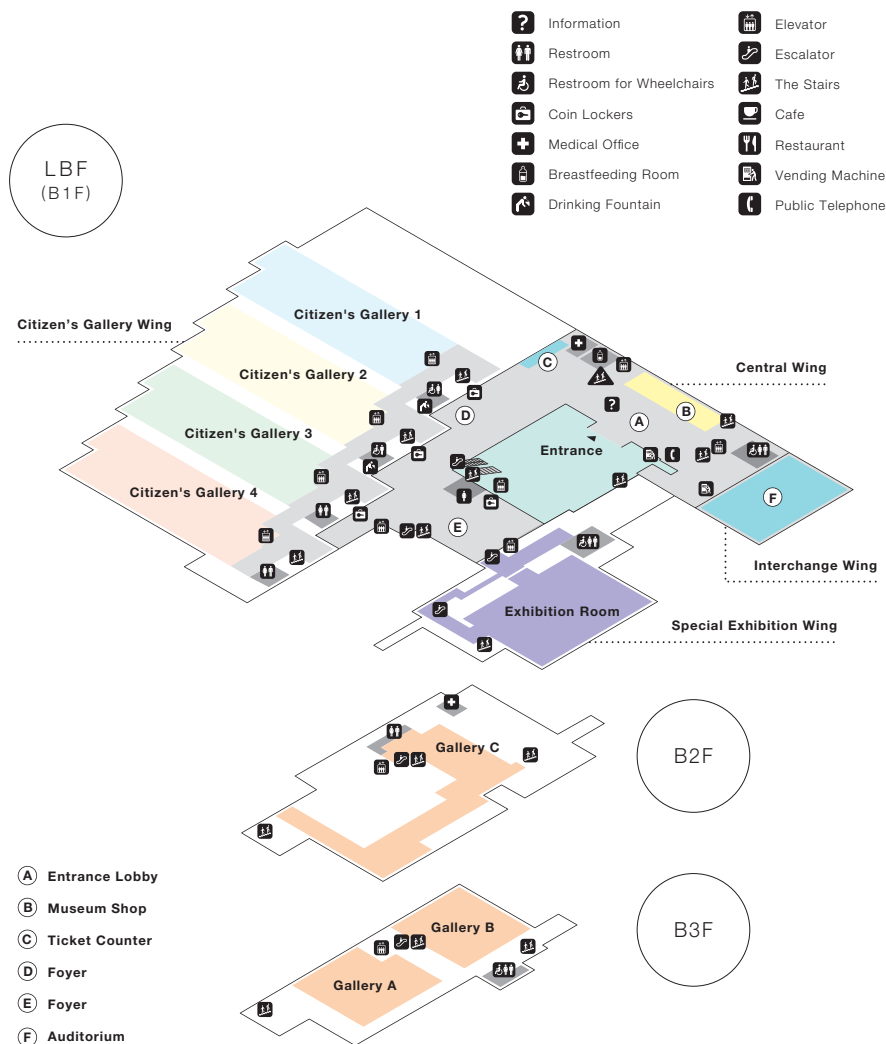 Information
Restroom
Restroom for Wheelchairs
Coin Lockers
Medical Office
Breastfeeding Room
Drinking Fountain
Elevator
Escalator
The Stairs
Cafe
Restaurant
Vending Machine
Public Telephone
LBF
(B1F)
Citizen's Gallery Wing
Citizen's Gallery 1
Citizen's Gallery 2
Citizen's Gallery 3
Citizen's Gallery 4
C
D
A
B
Central Wing
Entrance
E
F
Interchange Wing
Exhibition Room
Special Exhibition Wing
Gallery C
B2F
Gallery B
Gallery A
B3F
A Entrance Lobby
B Museum Shop
C Ticket Counter
D Foyer
E Foyer
F Auditorium